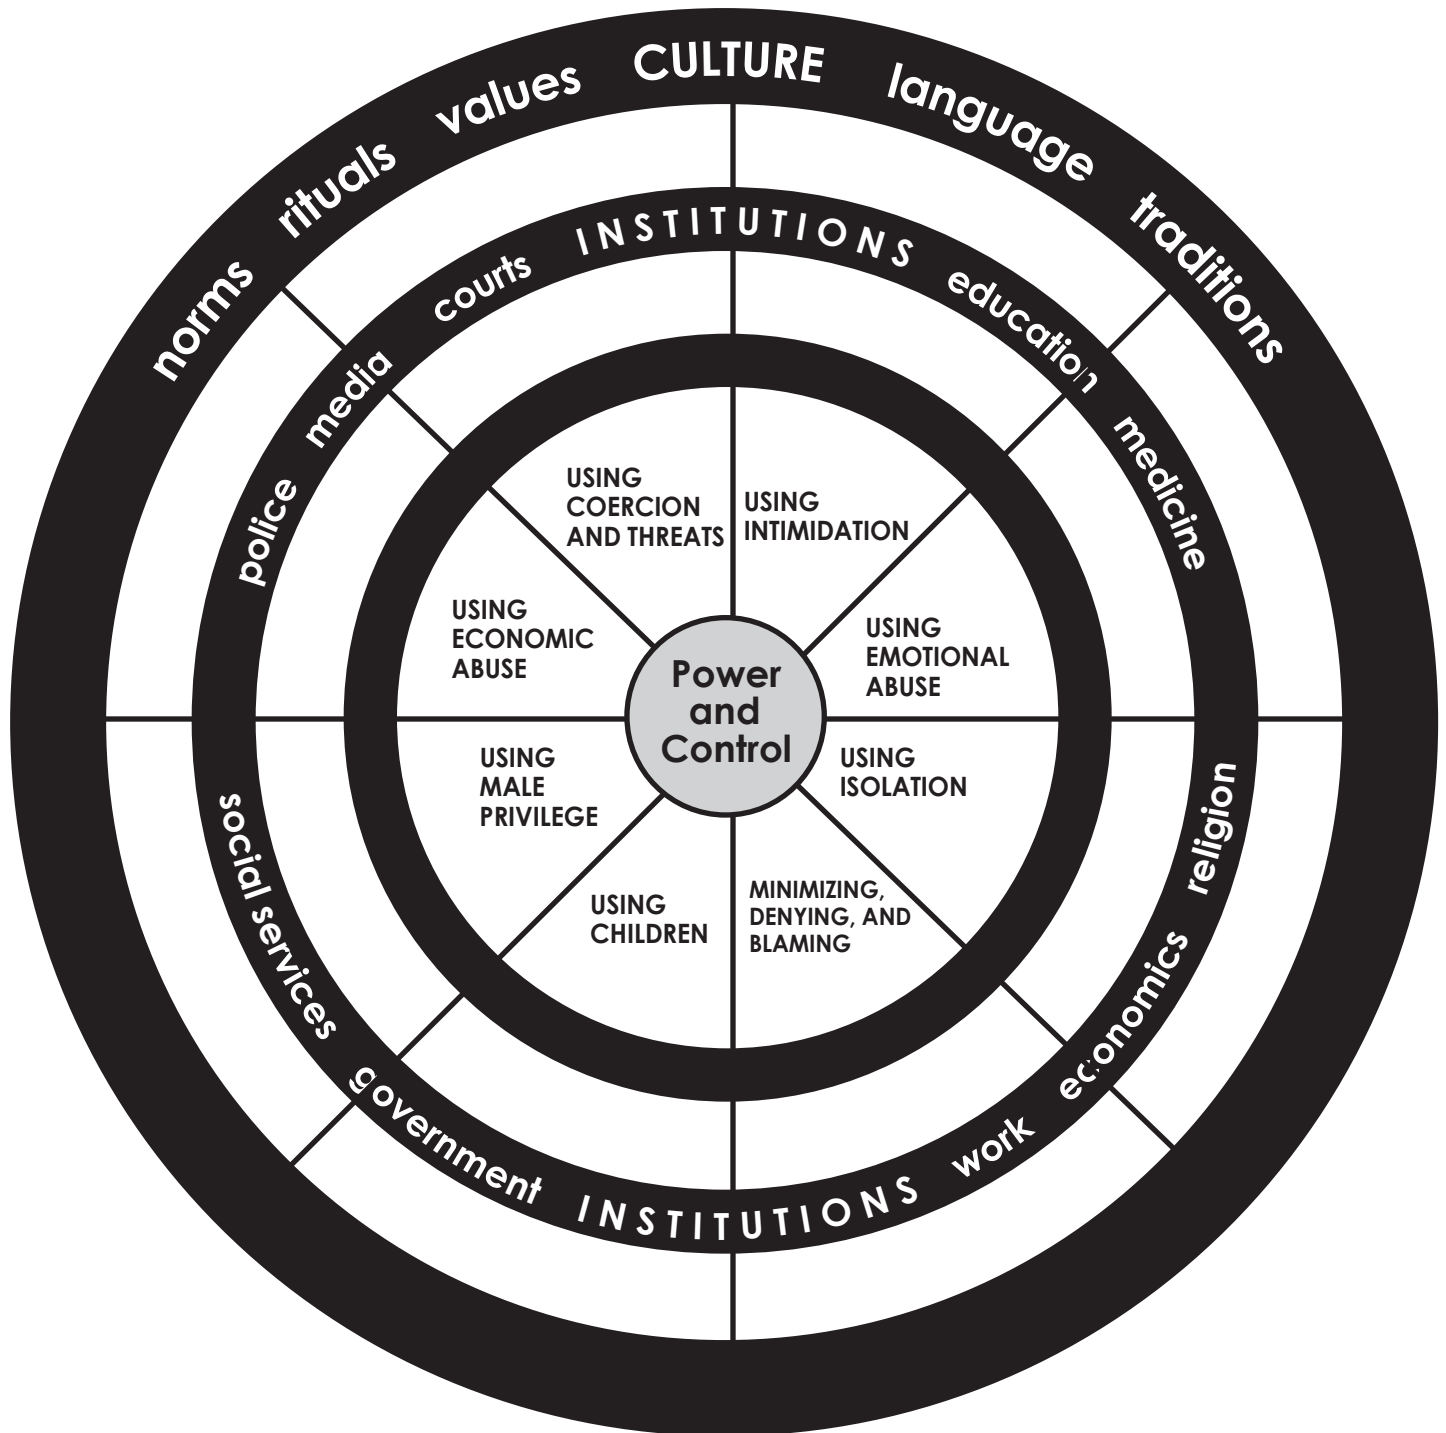 norms rituals values CULTURE language traditions
police media courts INSTITUTIONS education medicine
social services government INSTITUTIONS work economics religion
USING
COERCION
AND THREATS
USING
INTIMIDATION
USING
EMOTIONAL
ABUSE
USING
ISOLATION
MINIMIZING,
DENYING, AND
BLAMING
USING
CHILDREN
USING
MALE
PRIVILEGE
USING
ECONOMIC
ABUSE
Power
and
Control